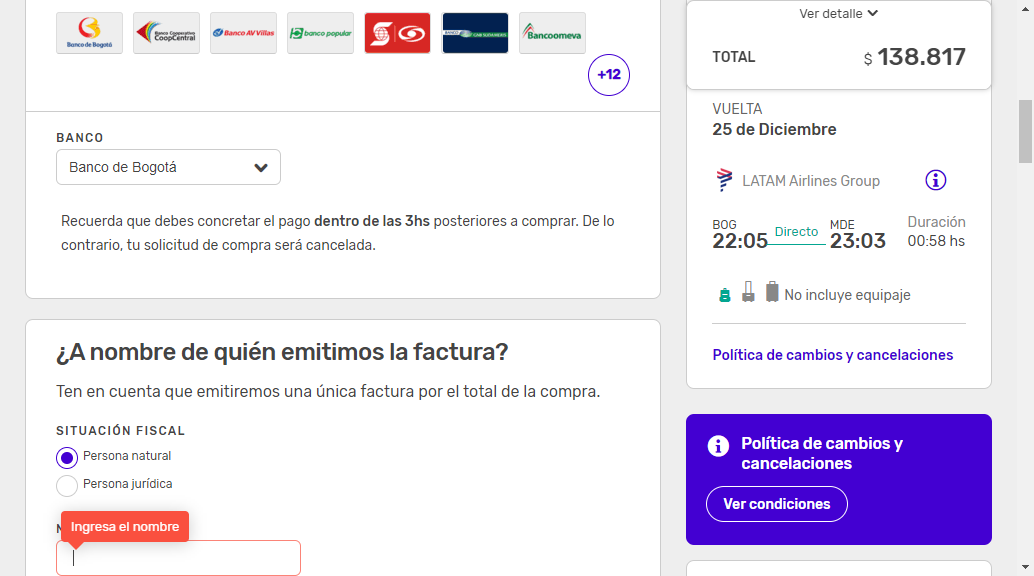 Banco de Bogotá
Banco Cooperativo
CoopCentral
Banco AV Villas
banco popular
Bancoomeva
+12
BANCO
Banco de Bogotá
Recuerda que debes concretar el pago dentro de las 3hs posteriores a comprar. De lo
contrario, tu solicitud de compra será cancelada.
¿A nombre de quién emitimos la factura?
Ten en cuenta que emitiremos una única factura por el total de la compra.
SITUACIÓN FISCAL
Persona natural
Persona jurídica
Ingresa el nombre
Ver detalle
TOTAL
$ 138.817
VUELTA
25 de Diciembre
LATAM Airlines Group
BOG
22:05
Directo
MDE
23:03
Duración
00:58 hs
No incluye equipaje
Política de cambios y cancelaciones
Política de cambios y
cancelaciones
Ver condiciones